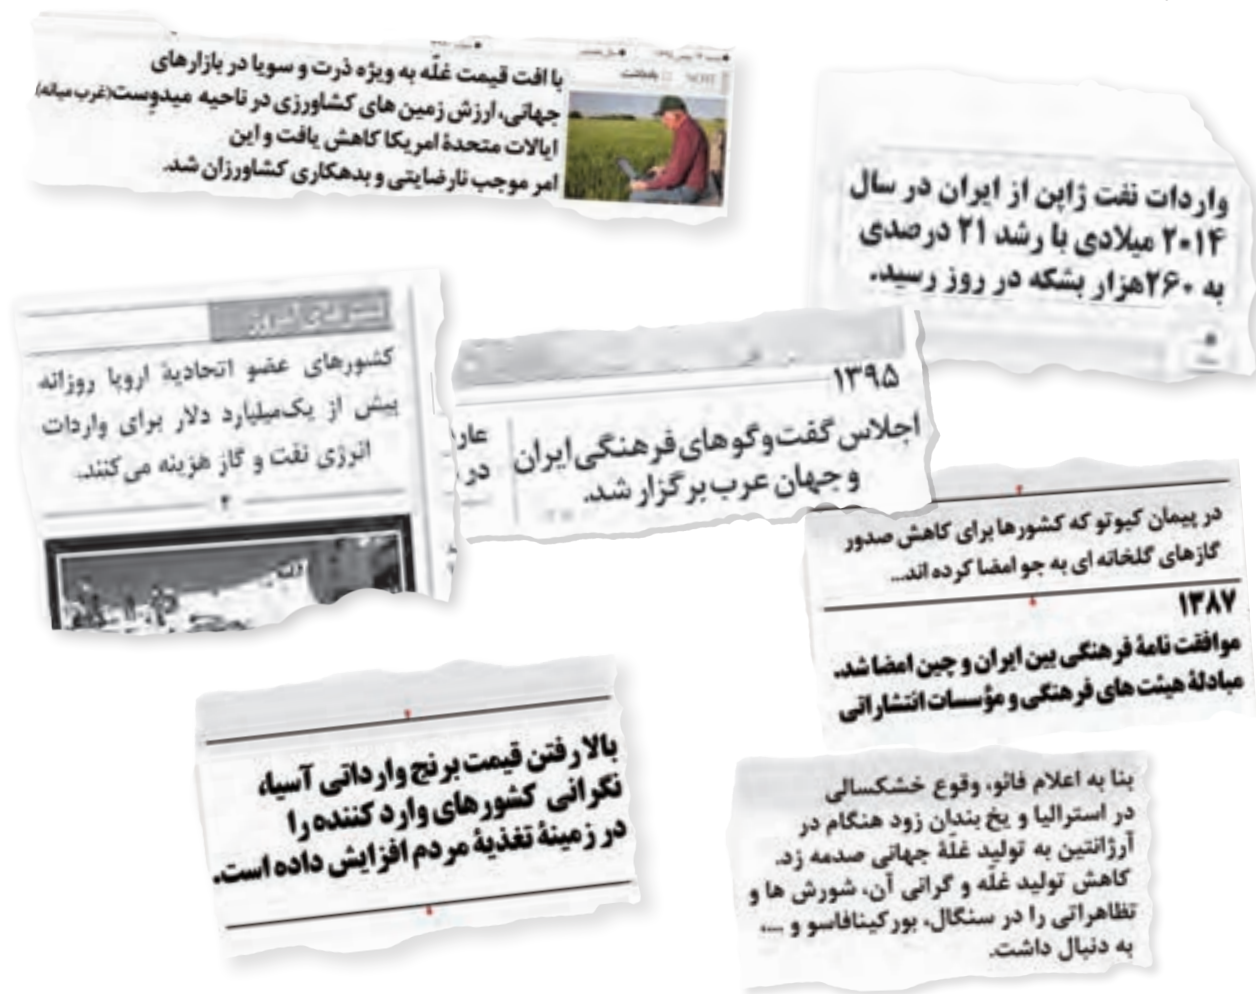 با افت قیمت غلّه به ویژه ذرت و سویا در بازارهای
جهانی، ارزش زمین های کشاورزی در ناحیه میدوِست(غرب میانه)
ایالات متحدهٔ امریکا کاهش یافت و این
امر موجب نارضایتی و بدهکاری کشاورزان شد.
واردات نفت ژاپن از ایران در سال
۲۰۱۴ میلادی با رشد ۲۱ درصدی
به ۲۶۰هزار بشکه در روز رسید.
کشورهای عضو اتحادیهٔ اروپا روزانه
بیش از یک‌میلیارد دلار برای واردات
انرژی نفت و گاز هزینه می‌کنند.
۲
۱۳۹۵
اجلاس گفت‌وگوهای فرهنگی ایران
و جهان عرب برگزار شد.
عار
در
در پیمان کیوتو که کشورها برای کاهش صدور
گازهای گلخانه ای به جو امضا کرده اند...
۱۳۸۷
موافقت نامهٔ فرهنگی بین ایران و چین امضا شد.
مبادلهٔ هیئت های فرهنگی و مؤسسات انتشاراتی
بالا رفتن قیمت برنج وارداتی آسیا،
نگرانی کشورهای وارد کننده را
در زمینهٔ تغذیهٔ مردم افزایش داده است.
بنا به اعلام فائو، وقوع خشکسالی
در استرالیا و یخ بندان زود هنگام در
آرژانتین به تولید غلّهٔ جهانی صدمه زد.
کاهش تولید غلّه و گرانی آن، شورش ها و
تظاهراتی را در سنگال، بورکینافاسو و ...،
به دنبال داشت.